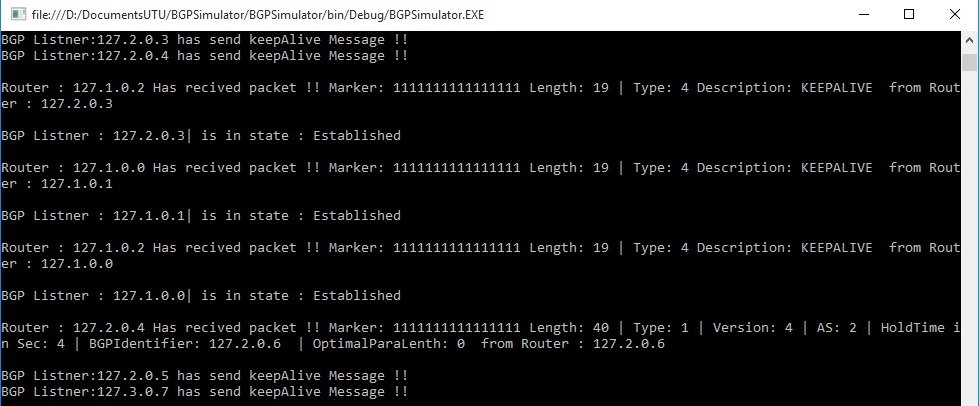 file:///D:/DocumentsUTU/BGPSimulator/BGPSimulator/bin/Debug/BGPSimulator.EXE
BGP Listner:127.2.0.3 has send keepAlive Message !!
BGP Listner:127.2.0.4 has send keepAlive Message !!
Router : 127.1.0.2 Has recived packet !! Marker: 1111111111111111 Length: 19 | Type: 4 Description: KEEPALIVE  from Rout
er : 127.2.0.3
BGP Listner : 127.2.0.3| is in state : Established
Router : 127.1.0.0 Has recived packet !! Marker: 1111111111111111 Length: 19 | Type: 4 Description: KEEPALIVE  from Rout
er : 127.1.0.1
BGP Listner : 127.1.0.1| is in state : Established
Router : 127.1.0.2 Has recived packet !! Marker: 1111111111111111 Length: 19 | Type: 4 Description: KEEPALIVE  from Rout
er : 127.1.0.0
BGP Listner : 127.1.0.0| is in state : Established
Router : 127.2.0.4 Has recived packet !! Marker: 1111111111111111 Length: 40 | Type: 1 | Version: 4 | AS: 2 | HoldTime i
n Sec: 4 | BGPIdentifier: 127.2.0.6  | OptimalParaLenth: 0  from Router : 127.2.0.6
BGP Listner:127.2.0.5 has send keepAlive Message !!
BGP Listner:127.3.0.7 has send keepAlive Message !!